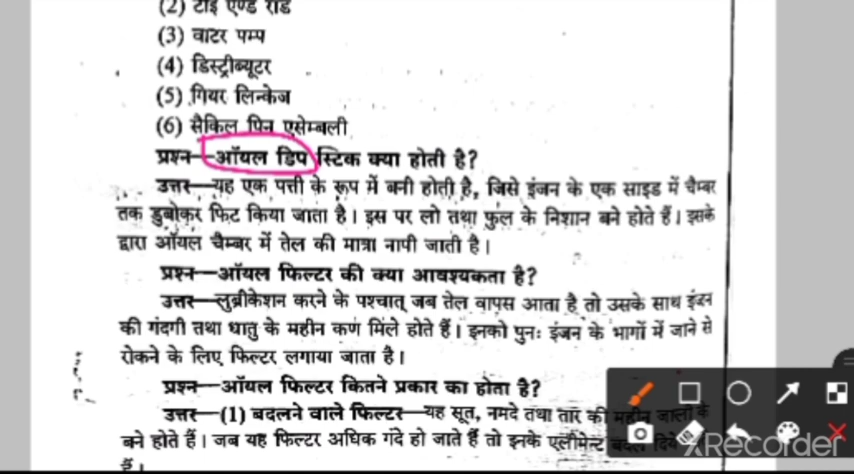 (2) टाइ एण्ड राड
(3) वाटर पम्प
(4) डिस्ट्रीब्यूटर
(5) गियर लिन्केज
(6) सैकिल पिन एसेम्बली
प्रश्न—ऑयल डिप स्टिक क्या होती है?
उत्तर—यह एक पत्ती के रूप में बनी होती है, जिसे इंजन के एक साइड में चैम्बर
तक डुबोकर फिट किया जाता है। इस पर लो तथा फुल के निशान बने होते हैं। इसके
द्वारा ऑयल चैम्बर में तेल की मात्रा नापी जाती है।
प्रश्न—ऑयल फिल्टर की क्या आवश्यकता है?
उत्तर—लुब्रीकेशन करने के पश्चात् जब तेल वापस आता है तो उसके साथ इंजन
की गंदगी तथा धातु के महीन कण मिले होते हैं। इनको पुनः इंजन के भागों में जाने से
रोकने के लिए फिल्टर लगाया जाता है।
प्रश्न—ऑयल फिल्टर कितने प्रकार का होता है?
उत्तर—(1) बदलने वाले फिल्टर—यह सूत, नमदे तथा तार की महीन जाली के
बने होते हैं। जब यह फिल्टर अधिक गंदे हो जाते हैं तो इनके एलीमेन्ट बदल दिये
हैं।
XRecorder